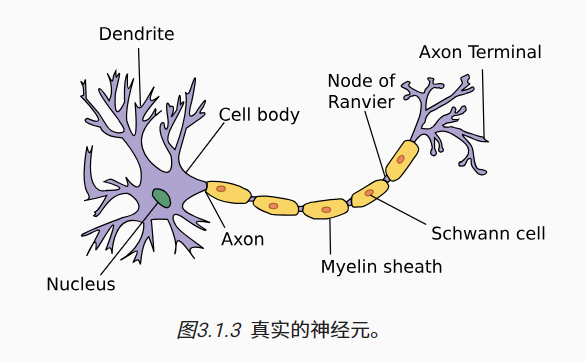 Dendrite
Axon Terminal
Node of
Ranvier
Cell body
Axon
Schwann cell
Myelin sheath
Nucleus
图3.1.3 真实的神经元。